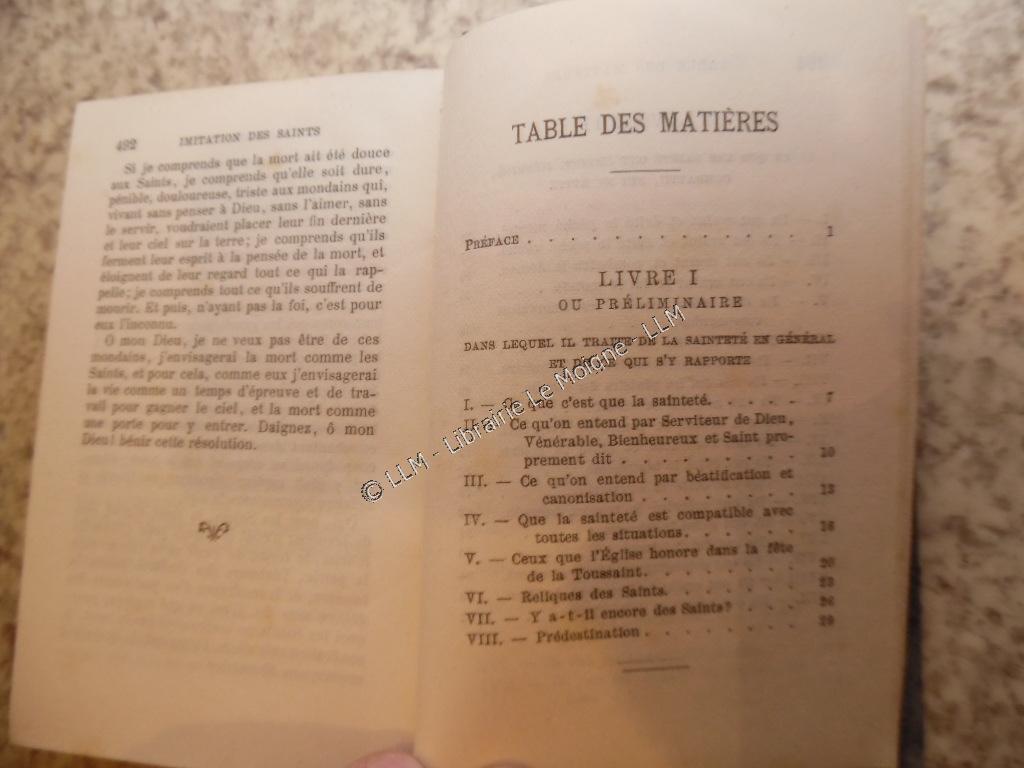 492 IMITATION DES SAINTS
Si je comprends que la mort ait été douce
aux Saints, je comprends qu'elle soit dure,
pénible, douloureuse, triste aux mondains qui,
vivant sans penser à Dieu, sans l'aimer, sans
le servir, voudraient placer leur fin dernière
et leur ciel sur la terre; je comprends qu'ils
ferment leur esprit à la pensée de la mort, et
éloignent de leur regard tout ce qui la rap-
pelle; je comprends tout ce qu'ils souffrent de
mourir. Et puis, n'ayant pas la foi, c'est pour
eux l'inconnu.
O mon Dieu, je ne veux pas être de ces
mondains, j'envisagerai la mort comme les
Saints, et pour cela, comme eux j'envisagerai
la vie comme un temps d'épreuve et de tra-
vail pour gagner le ciel, et la mort comme
une porte pour y entrer. Daignez, ô mon
Dieu! bénir cette résolution.
TABLE DES MATIÈRES
PRÉFACE . . . . . . . . . . . . . . 1
LIVRE I
OU PRÉLIMINAIRE
DANS LEQUEL IL TRAITE DE LA SAINTETÉ EN GÉNÉRAL
ET DE CE QUI S'Y RAPPORTE
I. — Ce que c'est que la sainteté. . . . . . 7
II. — Ce qu'on entend par Serviteur de Dieu,
Vénérable, Bienheureux et Saint pro-
prement dit . . . . . . . . . 10
III. — Ce qu'on entend par béatification et
canonisation . . . . . . . . 13
IV. — Que la sainteté est compatible avec
toutes les situations. . . . . . 16
V. — Ceux que l'Église honore dans la fête
de la Toussaint. . . . . . . . 20
VI. — Reliques des Saints. . . . . . . 23
VII. — Y a-t-il encore des Saints? . . . 26
VIII. — Prédestination . . . . . . . . 29
© LLM - Librairie Le Moigne - LLM